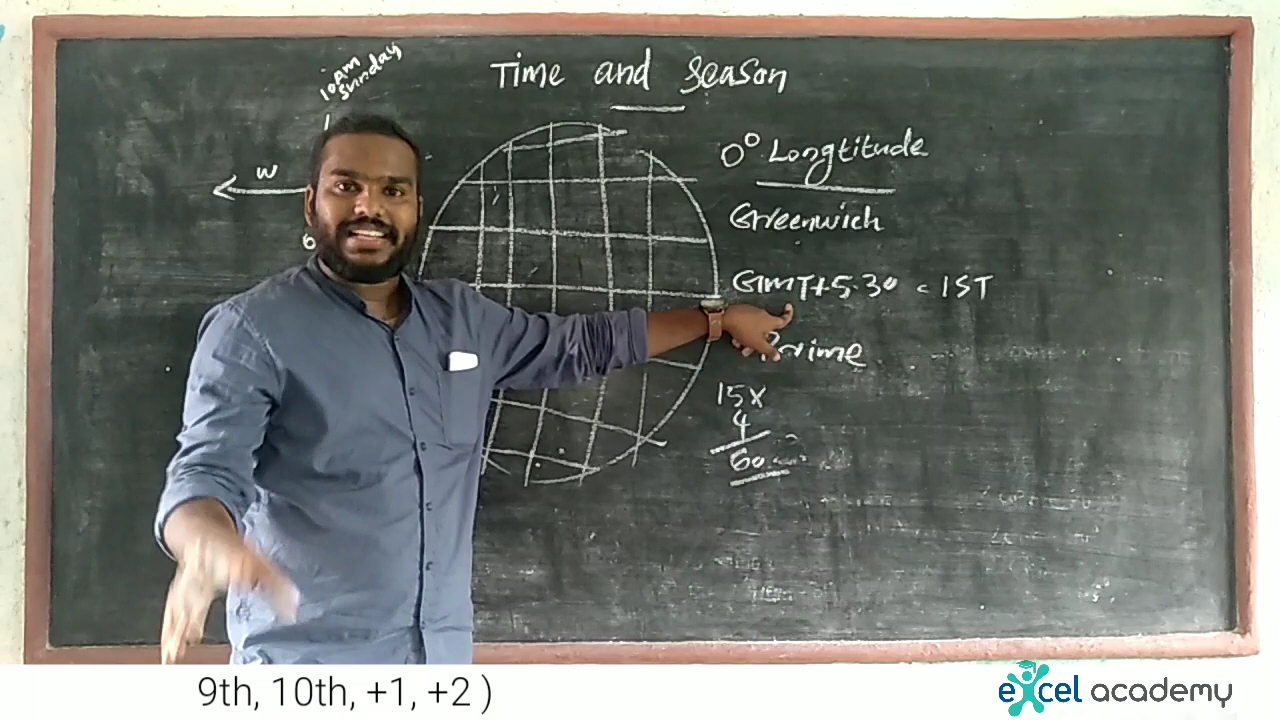 Time and season
10AM
Sunday
W
0° Longtitude
Greenwich
GMT+5.30 = IST
Prime
15x
4
60
9th, 10th, +1, +2 )
excel academy